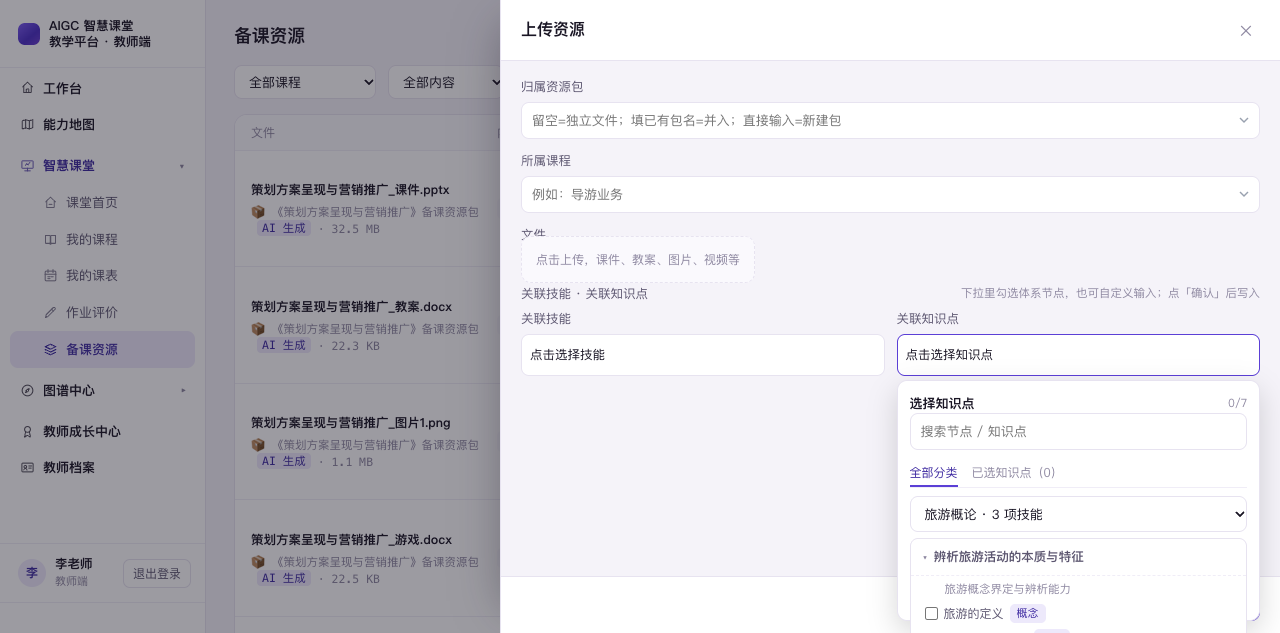 AIGC 智慧课堂
教学平台 · 教师端
工作台
能力地图
智慧课堂
课堂首页
我的课程
我的课表
作业评价
备课资源
图谱中心
教师成长中心
教师档案
李
李老师
教师端
退出登录
备课资源
全部课程
全部内容
文件
策划方案呈现与营销推广_课件.pptx
《策划方案呈现与营销推广》备课资源包
AI 生成 · 32.5 MB
策划方案呈现与营销推广_教案.docx
《策划方案呈现与营销推广》备课资源包
AI 生成 · 22.3 KB
策划方案呈现与营销推广_图片1.png
《策划方案呈现与营销推广》备课资源包
AI 生成 · 1.1 MB
策划方案呈现与营销推广_游戏.docx
《策划方案呈现与营销推广》备课资源包
AI 生成 · 22.5 KB
上传资源
归属资源包
留空=独立文件；填已有包名=并入；直接输入=新建包
所属课程
例如：导游业务
文件
点击上传，课件、教案、图片、视频等
关联技能 · 关联知识点
下拉里勾选体系节点，也可自定义输入；点「确认」后写入
关联技能
点击选择技能
关联知识点
点击选择知识点
选择知识点
0/7
搜索节点 / 知识点
全部分类
已选知识点 (0)
旅游概论 · 3 项技能
辨析旅游活动的本质与特征
旅游概念界定与辨析能力
旅游的定义 概念